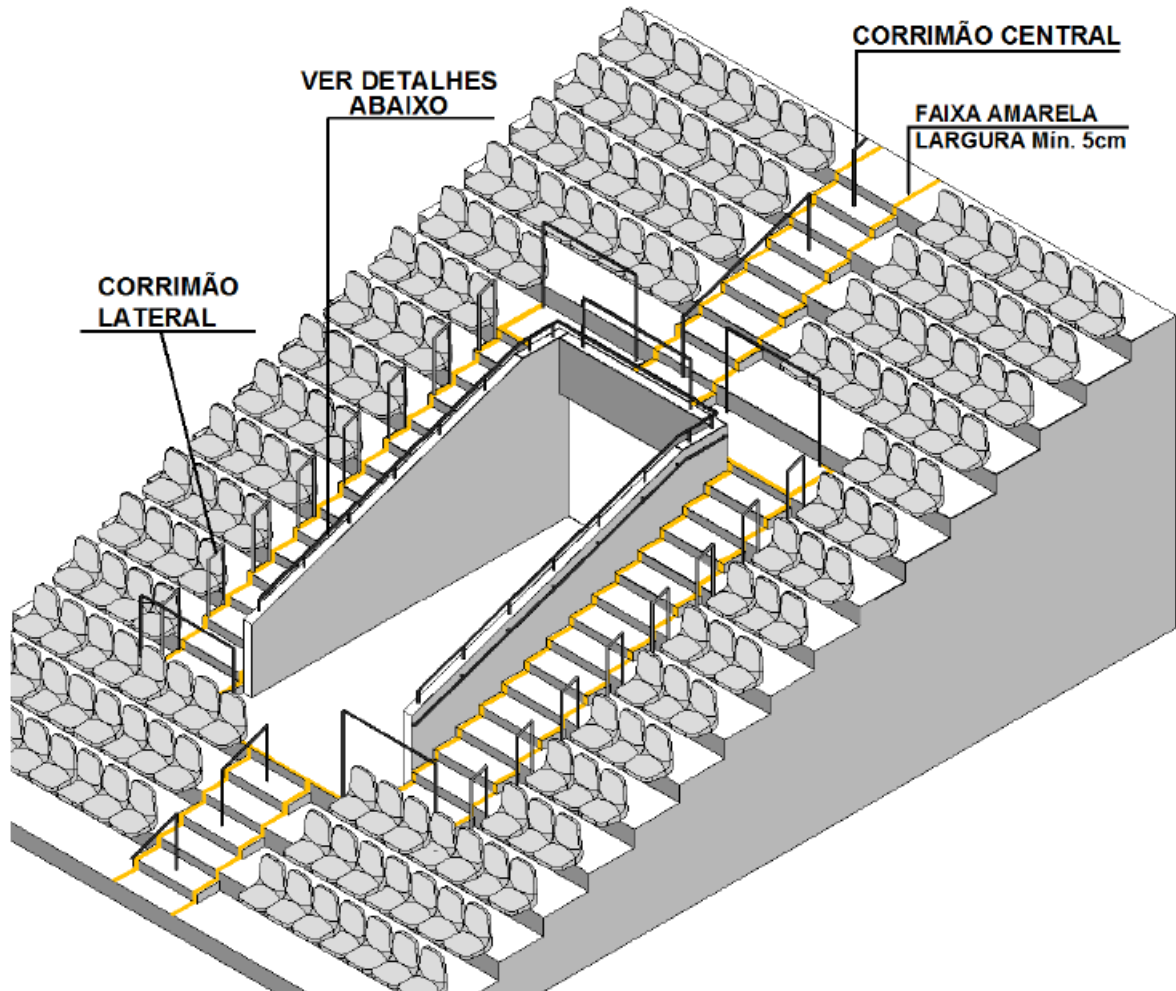 CORRIMÃO CENTRAL
VER DETALHES
ABAIXO
FAIXA AMARELA
LARGURA Mín. 5cm
CORRIMÃO
LATERAL